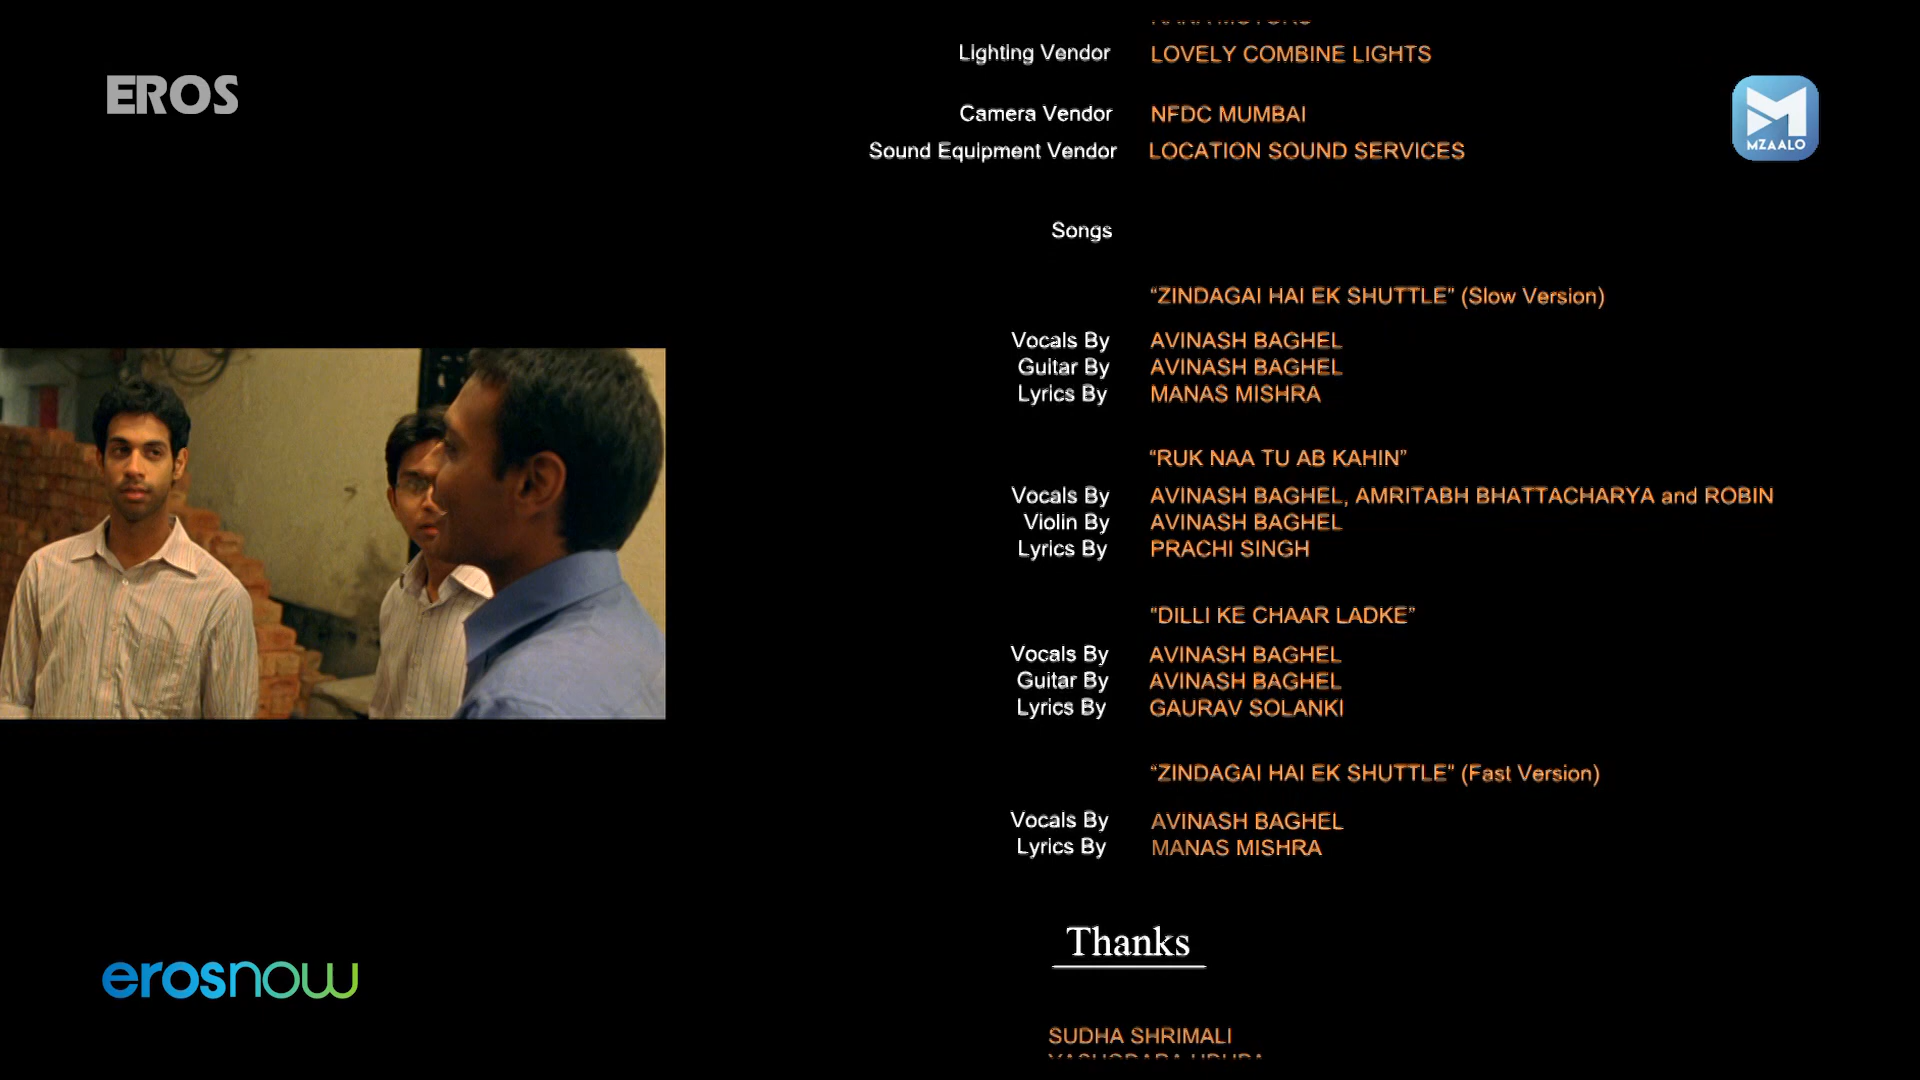 EROS
MZAALO
Lighting Vendor LOVELY COMBINE LIGHTS
Camera Vendor NFDC MUMBAI
Sound Equipment Vendor LOCATION SOUND SERVICES
Songs
“ZINDAGAI HAI EK SHUTTLE” (Slow Version)
Vocals By AVINASH BAGHEL
Guitar By AVINASH BAGHEL
Lyrics By MANAS MISHRA
“RUK NAA TU AB KAHIN”
Vocals By AVINASH BAGHEL, AMRITABH BHATTACHARYA and ROBIN
Violin By AVINASH BAGHEL
Lyrics By PRACHI SINGH
“DILLI KE CHAAR LADKE”
Vocals By AVINASH BAGHEL
Guitar By AVINASH BAGHEL
Lyrics By GAURAV SOLANKI
“ZINDAGAI HAI EK SHUTTLE” (Fast Version)
Vocals By AVINASH BAGHEL
Lyrics By MANAS MISHRA
Thanks
SUDHA SHRIMALI
erosnow